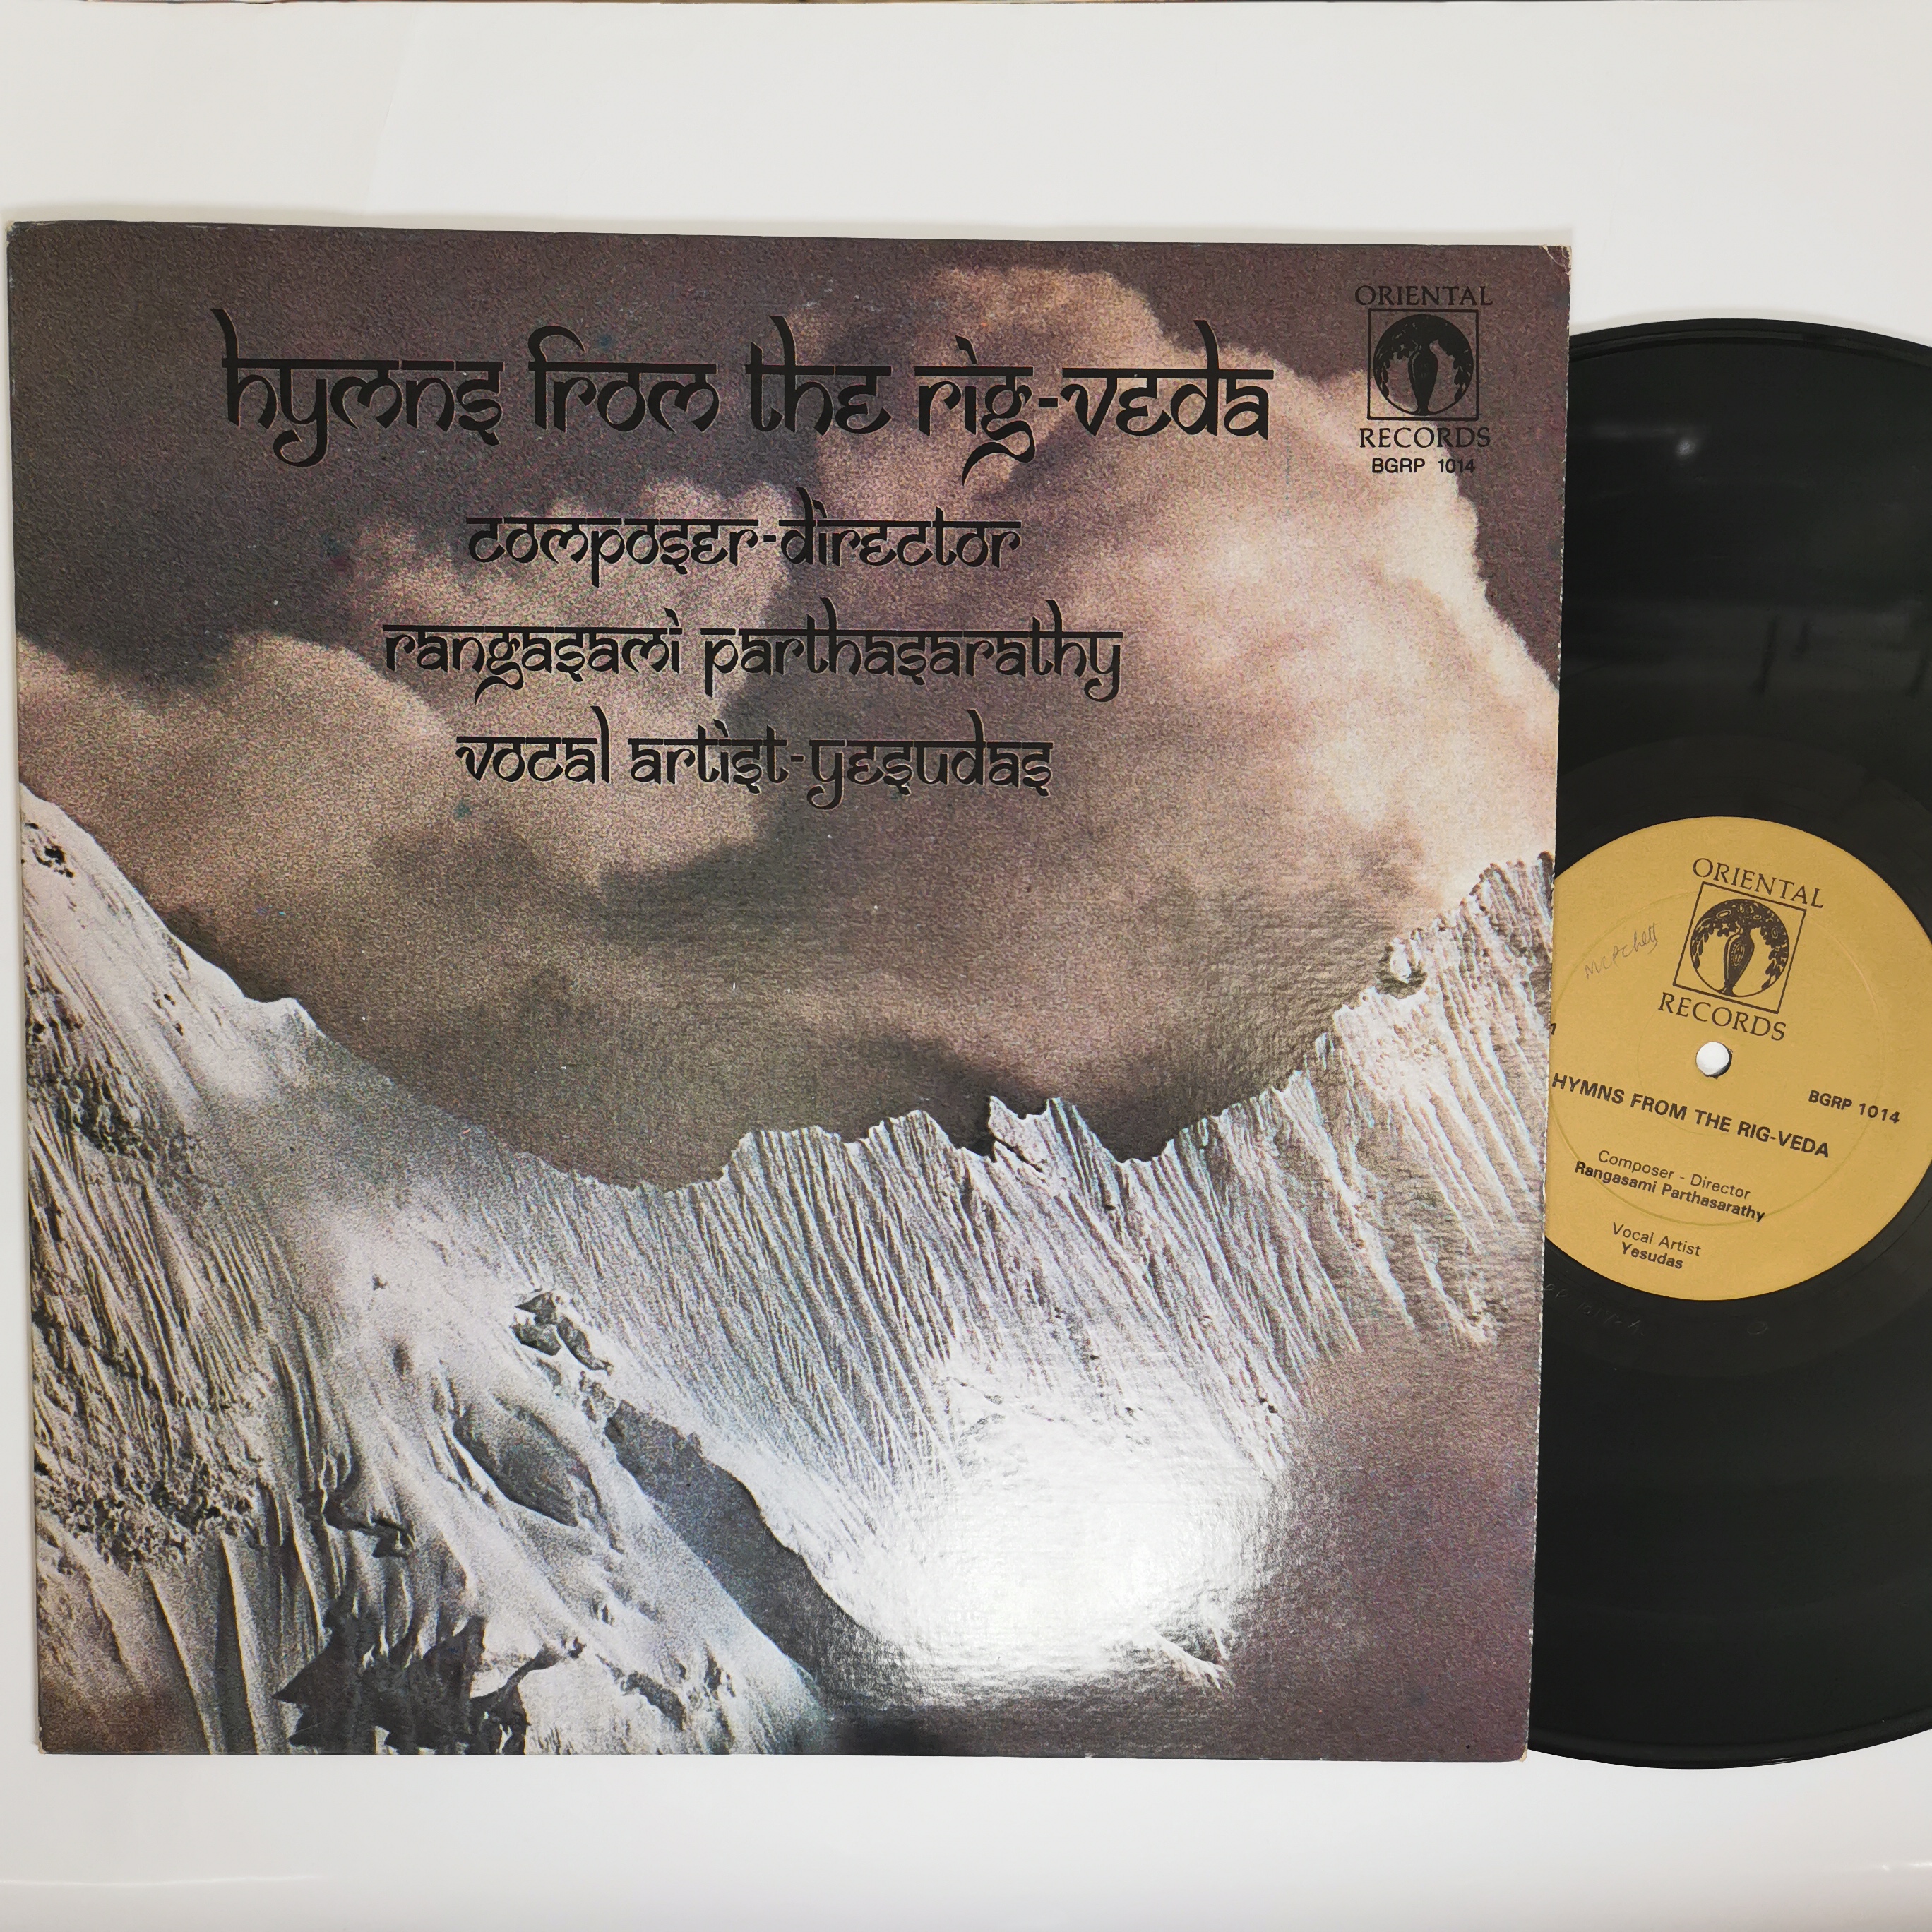 hymns from the rig-veda
composer-director
rangasami parthasarathy
vocal artist-yesudas
ORIENTAL
RECORDS
BGRP 1014
ORIENTAL
RECORDS
1
BGRP 1014
HYMNS FROM THE RIG-VEDA
Composer - Director
Rangasami Parthasarathy
Vocal Artist
Yesudas